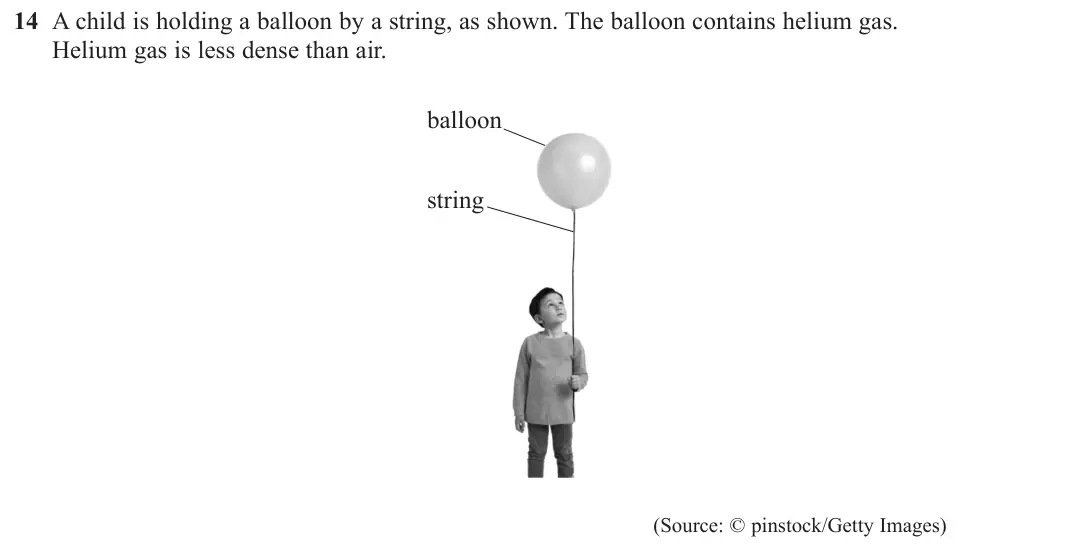 14 A child is holding a balloon by a string, as shown. The balloon contains helium gas.
Helium gas is less dense than air.
balloon
string
(Source: © pinstock/Getty Images)